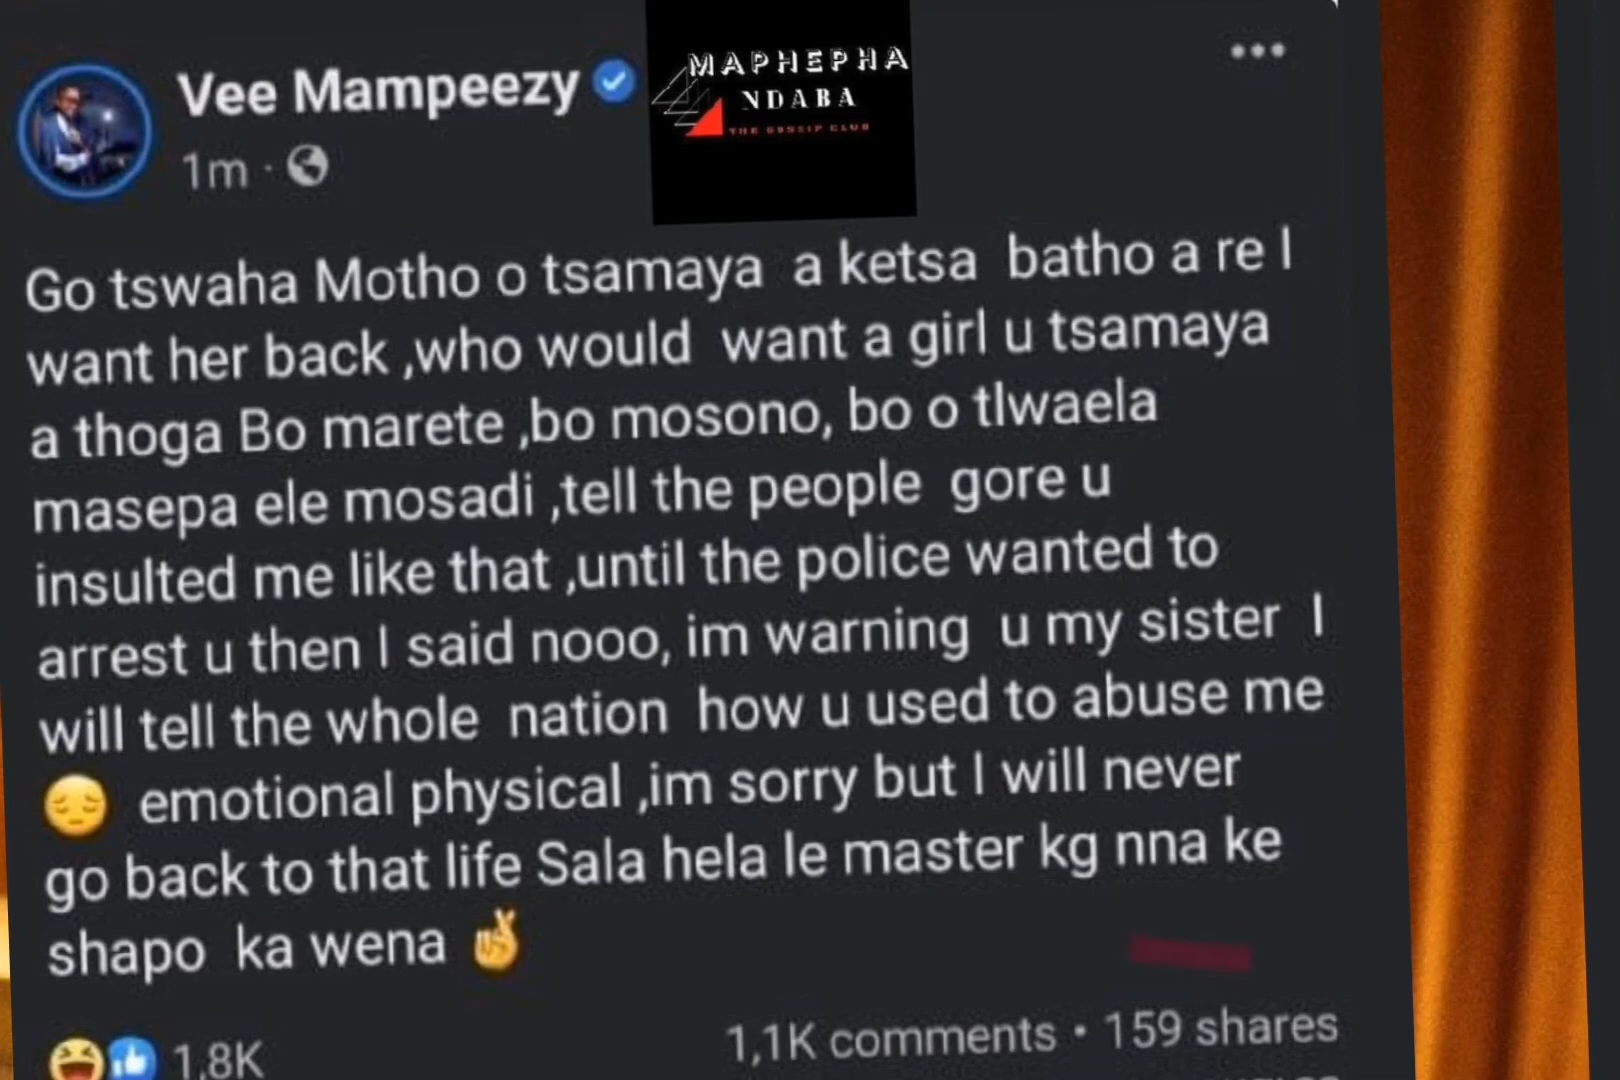 Vee Mampeezy
MAPHEPHA
NDABA
THE GOSSIP CLUB
1m ·
Go tswaha Motho o tsamaya a ketsa batho a re I
want her back ,who would want a girl u tsamaya
a thoga Bo marete ,bo mosono, bo o tlwaela
masepa ele mosadi ,tell the people gore u
insulted me like that ,until the police wanted to
arrest u then I said nooo, im warning u my sister I
will tell the whole nation how u used to abuse me
😔 emotional physical ,im sorry but I will never
go back to that life Sala hela le master kg nna ke
shapo ka wena ✌
1,8K 1,1K comments • 159 shares